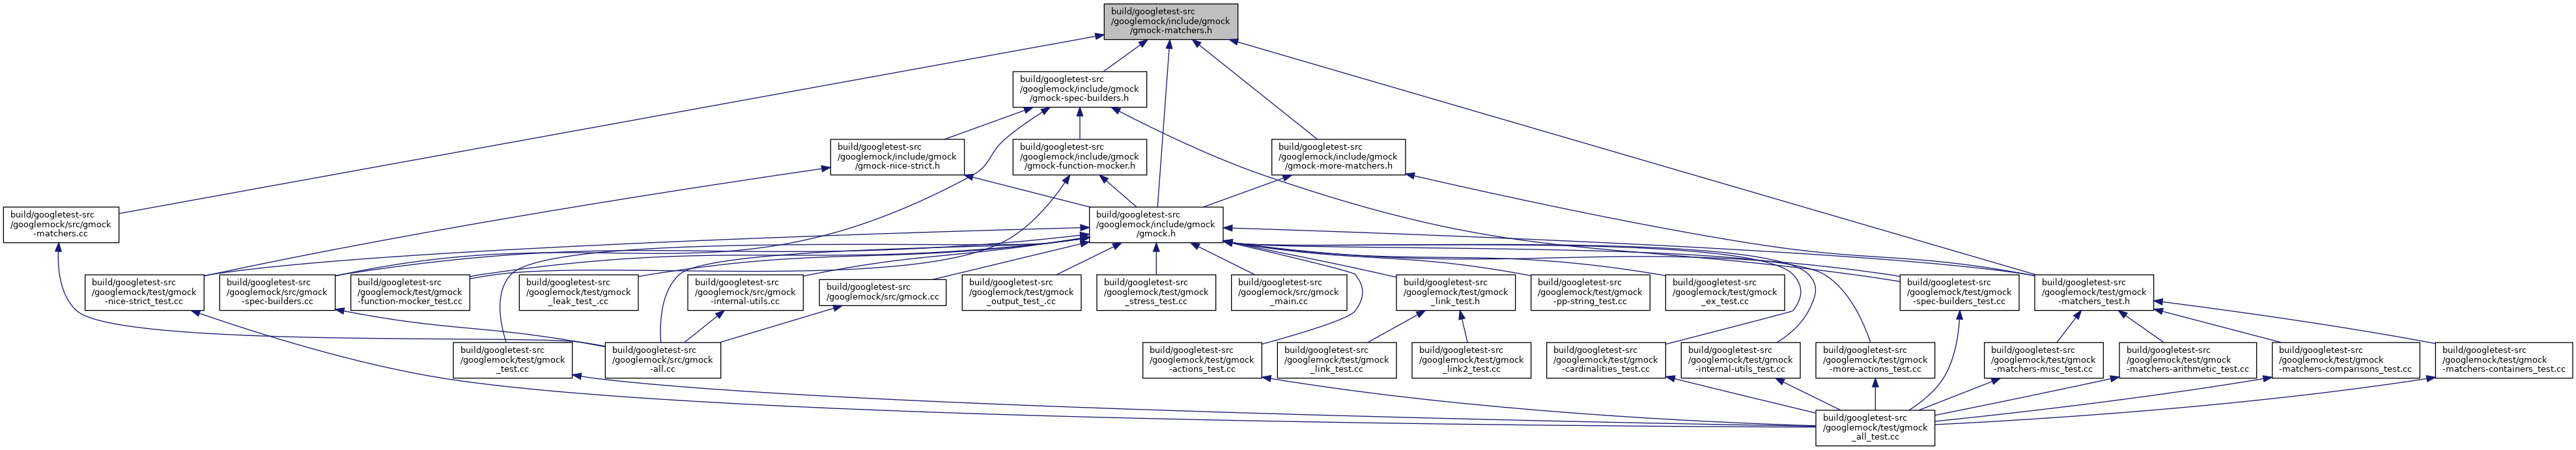 build/googletest-src
/googlemock/include/gmock
/gmock-matchers.h
build/googletest-src
/googlemock/include/gmock
/gmock-spec-builders.h
build/googletest-src
/googlemock/include/gmock
/gmock-nice-strict.h
build/googletest-src
/googlemock/include/gmock
/gmock-function-mocker.h
build/googletest-src
/googlemock/include/gmock
/gmock-more-matchers.h
build/googletest-src
/googlemock/src/gmock
-matchers.cc
build/googletest-src
/googlemock/include/gmock
/gmock.h
build/googletest-src
/googlemock/test/gmock
-nice-strict_test.cc
build/googletest-src
/googlemock/src/gmock
-spec-builders.cc
build/googletest-src
/googlemock/test/gmock
-function-mocker_test.cc
build/googletest-src
/googlemock/test/gmock
_leak_test_.cc
build/googletest-src
/googlemock/src/gmock
-internal-utils.cc
build/googletest-src
/googlemock/src/gmock.cc
build/googletest-src
/googlemock/test/gmock
_output_test_.cc
build/googletest-src
/googlemock/test/gmock
_stress_test.cc
build/googletest-src
/googlemock/src/gmock
_main.cc
build/googletest-src
/googlemock/test/gmock
_link_test.h
build/googletest-src
/googlemock/test/gmock
-pp-string_test.cc
build/googletest-src
/googlemock/test/gmock
_ex_test.cc
build/googletest-src
/googlemock/test/gmock
-spec-builders_test.cc
build/googletest-src
/googlemock/test/gmock
-matchers_test.h
build/googletest-src
/googlemock/test/gmock
_test.cc
build/googletest-src
/googlemock/src/gmock
-all.cc
build/googletest-src
/googlemock/test/gmock
-actions_test.cc
build/googletest-src
/googlemock/test/gmock
_link_test.cc
build/googletest-src
/googlemock/test/gmock
_link2_test.cc
build/googletest-src
/googlemock/test/gmock
-cardinalities_test.cc
build/googletest-src
/googlemock/test/gmock
-internal-utils_test.cc
build/googletest-src
/googlemock/test/gmock
-more-actions_test.cc
build/googletest-src
/googlemock/test/gmock
-matchers-misc_test.cc
build/googletest-src
/googlemock/test/gmock
-matchers-arithmetic_test.cc
build/googletest-src
/googlemock/test/gmock
-matchers-comparisons_test.cc
build/googletest-src
/googlemock/test/gmock
-matchers-containers_test.cc
build/googletest-src
/googlemock/test/gmock
_all_test.cc